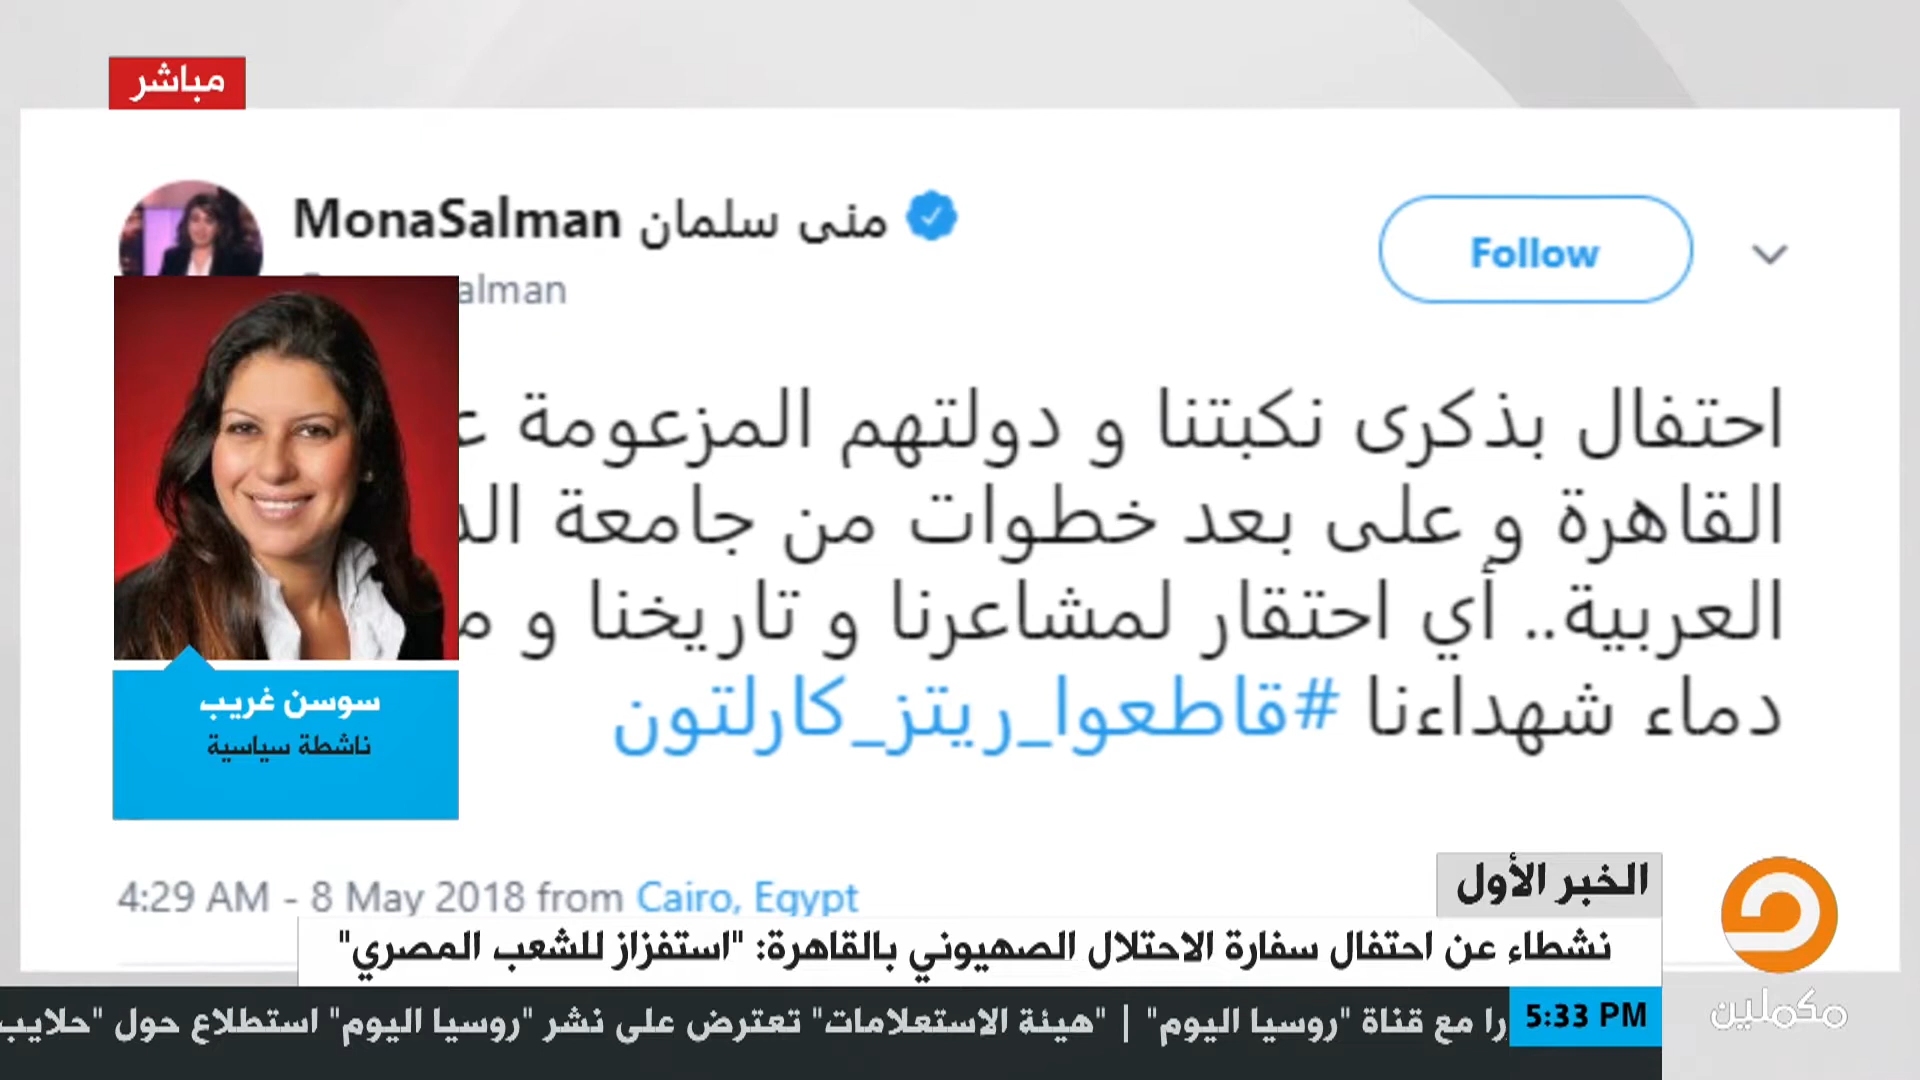 مباشر
MonaSalman منى سلمان
Follow
احتفال بذكرى نكبتنا و دولتهم المزعومة
القاهرة و على بعد خطوات من جامعة
العربية.. أي احتقار لمشاعرنا و تاريخنا و
دماء شهداءنا #قاطعوا_ريتز_كارلتون
سوسن غريب
ناشطة سياسية
4:29 AM - 8 May 2018 from Cairo, Egypt
الخبر الأول
نشطاء عن احتفال سفارة الاحتلال الصهيوني بالقاهرة: "استفزاز للشعب المصري"
5:33 PM
مع قناة "روسيا اليوم" | "هيئة الاستعلامات" تعترض على نشر "روسيا اليوم" استطلاع حول "حلايب
مكملين